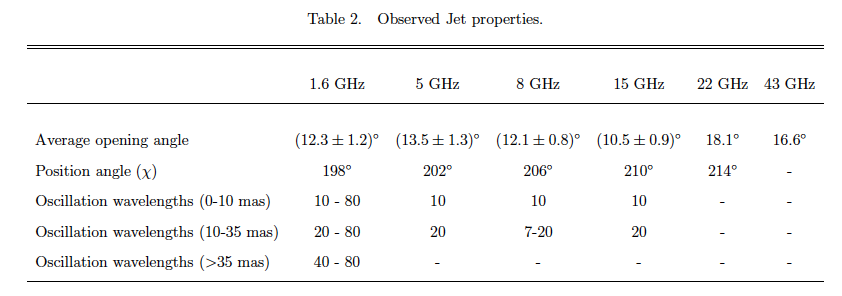 Table 2. Observed Jet properties.
1.6 GHz 5 GHz 8 GHz 15 GHz 22 GHz 43 GHz
Average opening angle (12.3 ± 1.2)° (13.5 ± 1.3)° (12.1 ± 0.8)° (10.5 ± 0.9)° 18.1° 16.6°
Position angle (χ) 198° 202° 206° 210° 214° -
Oscillation wavelengths (0-10 mas) 10 - 80 10 10 10 - -
Oscillation wavelengths (10-35 mas) 20 - 80 20 7-20 20 - -
Oscillation wavelengths (>35 mas) 40 - 80 - - - - -